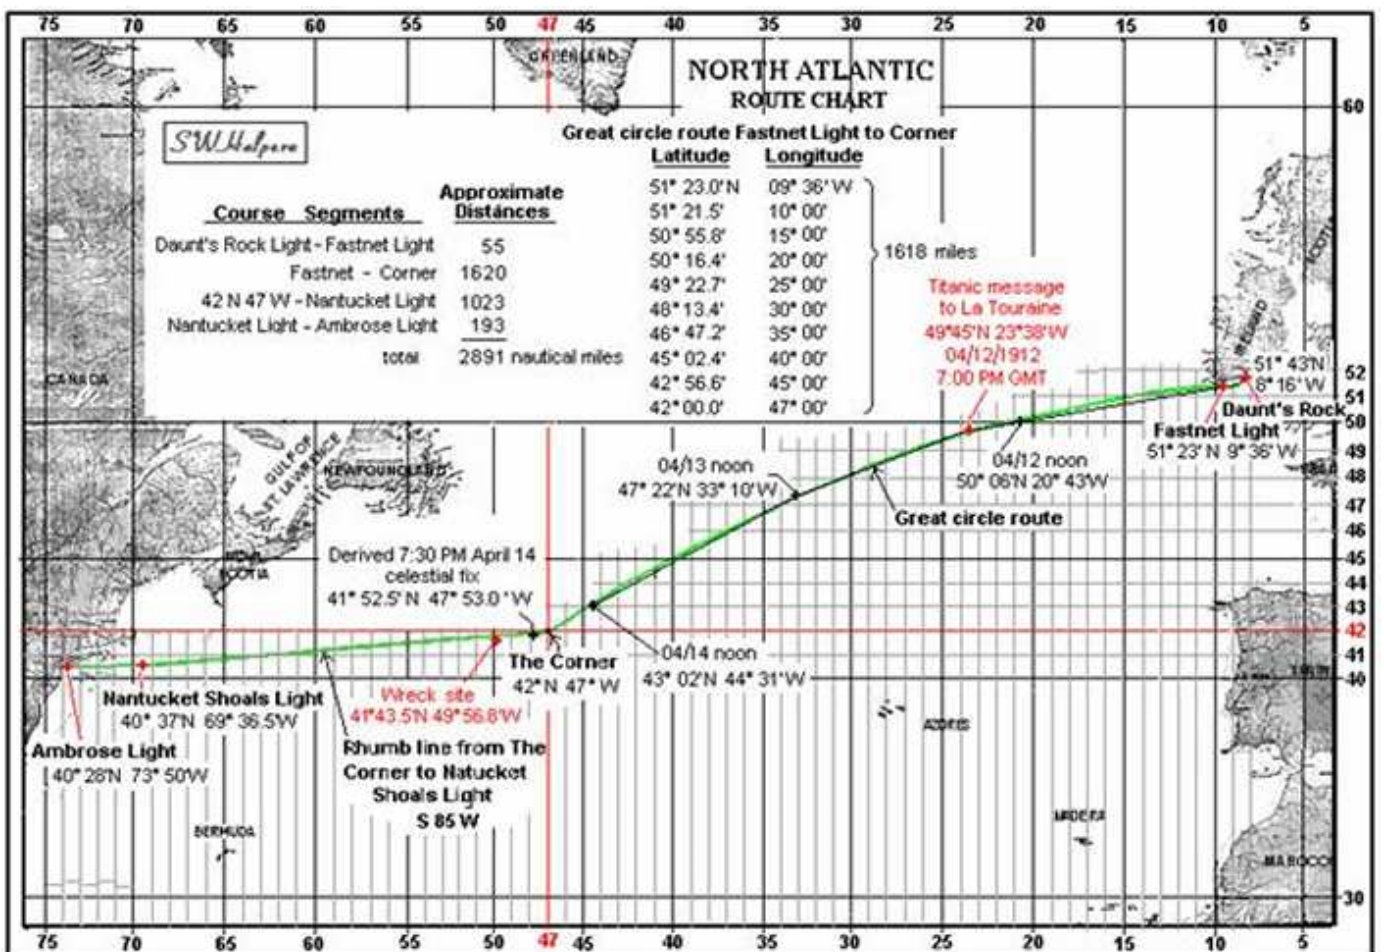 75 70 65 60 55 50 47 45 40 35 30 25 20 15 10 5
GREENLAND
NORTH ATLANTIC
ROUTE CHART
60
SWHalpern
Great circle route Fastnet Light to Corner
Latitude Longitude
51° 23.0'N 09° 36' W
51° 21.5' 10° 00'
50° 55.8' 15° 00'
50° 16.4' 20° 00'
49° 22.7' 25° 00'
48° 13.4' 30° 00'
46° 47.2' 35° 00'
45° 02.4' 40° 00'
42° 56.6' 45° 00'
42° 00.0' 47° 00'
1618 miles
Approximate
Course Segments Distances
Daunt's Rock Light - Fastnet Light 55
Fastnet - Corner 1620
42 N 47 W - Nantucket Light 1023
Nantucket Light - Ambrose Light 193
total 2891 nautical miles
Titanic message
to La Touraine
49°45'N 23°38'W
04/12/1912
7:00 PM GMT
IRELAND
CANADA
51° 43'N
8° 16' W
Daunt's Rock
Fastnet Light
51° 23' N 9° 36' W
52
51
50
49
48
47
46
45
44
43
42
41
40
30
GULF OF
ST. LAWRENCE
NEWFOUNDLAND
NOVA
SCOTIA
04/13 noon
47° 22'N 33° 10' W
04/12 noon
50° 06'N 20° 43'W
Great circle route
Derived 7:30 PM April 14
celestial fix
41° 52.5' N 47° 53.0 ' W
The Corner
42° N 47° W
04/14 noon
43° 02'N 44° 31' W
Nantucket Shoals Light
40° 37'N 69° 36.5'W
Wreck site
41°43.5'N 49°56.8'W
Ambrose Light
40° 28'N 73° 50'W
Rhumb line from The
Corner to Natucket
Shoals Light
S 85 W
AZORES
BERMUDA
MADEIRA
MAROCCO
75 70 65 60 55 50 47 45 40 35 30 25 20 15 10 5